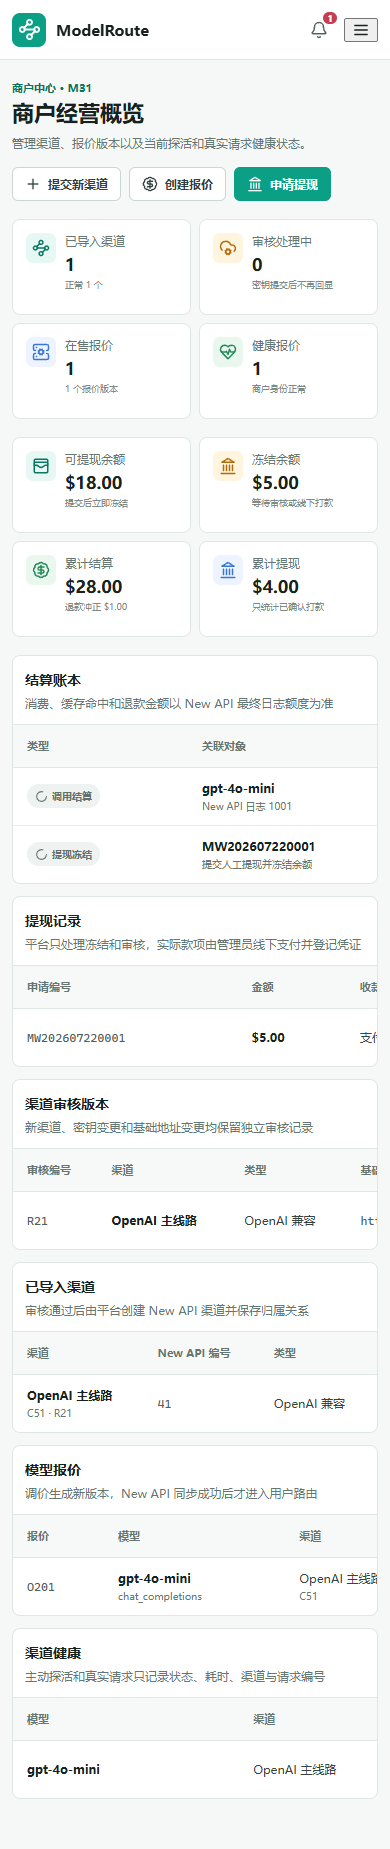 ModelRoute
1
商户中心 • M31
商户经营概览
管理渠道、报价版本以及当前探活和真实请求健康状态。
提交新渠道 创建报价 申请提现
已导入渠道
1
正常 1 个
审核处理中
0
密钥提交后不再回显
在售报价
1
1 个报价版本
健康报价
1
商户身份正常
可提现余额
$18.00
提交后立即冻结
冻结余额
$5.00
等待审核或线下打款
累计结算
$28.00
退款冲正 $1.00
累计提现
$4.00
只统计已确认打款
结算账本
消费、缓存命中和退款金额以 New API 最终日志额度为准
类型 关联对象
调用结算 gpt-4o-mini
New API 日志 1001
提现冻结 MW202607220001
提交人工提现并冻结余额
提现记录
平台只处理冻结和审核，实际款项由管理员线下支付并登记凭证
申请编号 金额 收款
MW202607220001 $5.00 支付
渠道审核版本
新渠道、密钥变更和基础地址变更均保留独立审核记录
审核编号 渠道 类型 基础
R21 OpenAI 主线路 OpenAI 兼容 htt
已导入渠道
审核通过后由平台创建 New API 渠道并保存归属关系
渠道 New API 编号 类型
OpenAI 主线路 41 OpenAI 兼容
C51 · R21
模型报价
调价生成新版本，New API 同步成功后才进入用户路由
报价 模型 渠道
O201 gpt-4o-mini OpenAI 主线路
chat_completions C51
渠道健康
主动探活和真实请求只记录状态、耗时、渠道与请求编号
模型 渠道
gpt-4o-mini OpenAI 主线路